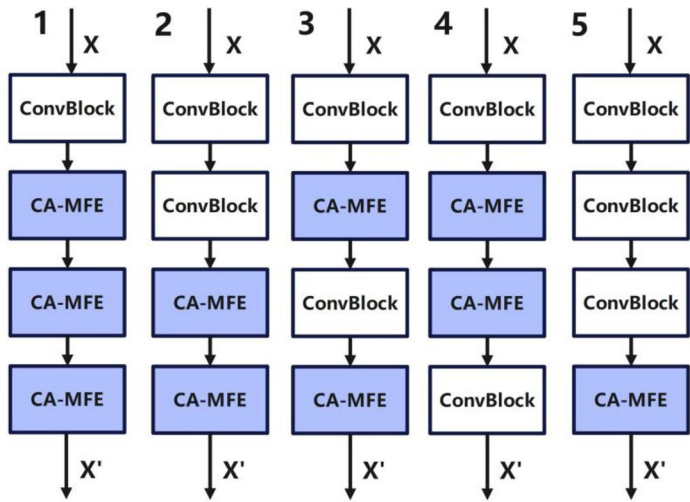 1 X 2 X 3 X 4 X 5 X
ConvBlock ConvBlock ConvBlock ConvBlock ConvBlock
CA-MFE ConvBlock CA-MFE CA-MFE ConvBlock
CA-MFE CA-MFE ConvBlock CA-MFE ConvBlock
CA-MFE CA-MFE CA-MFE ConvBlock CA-MFE
X' X' X' X' X'